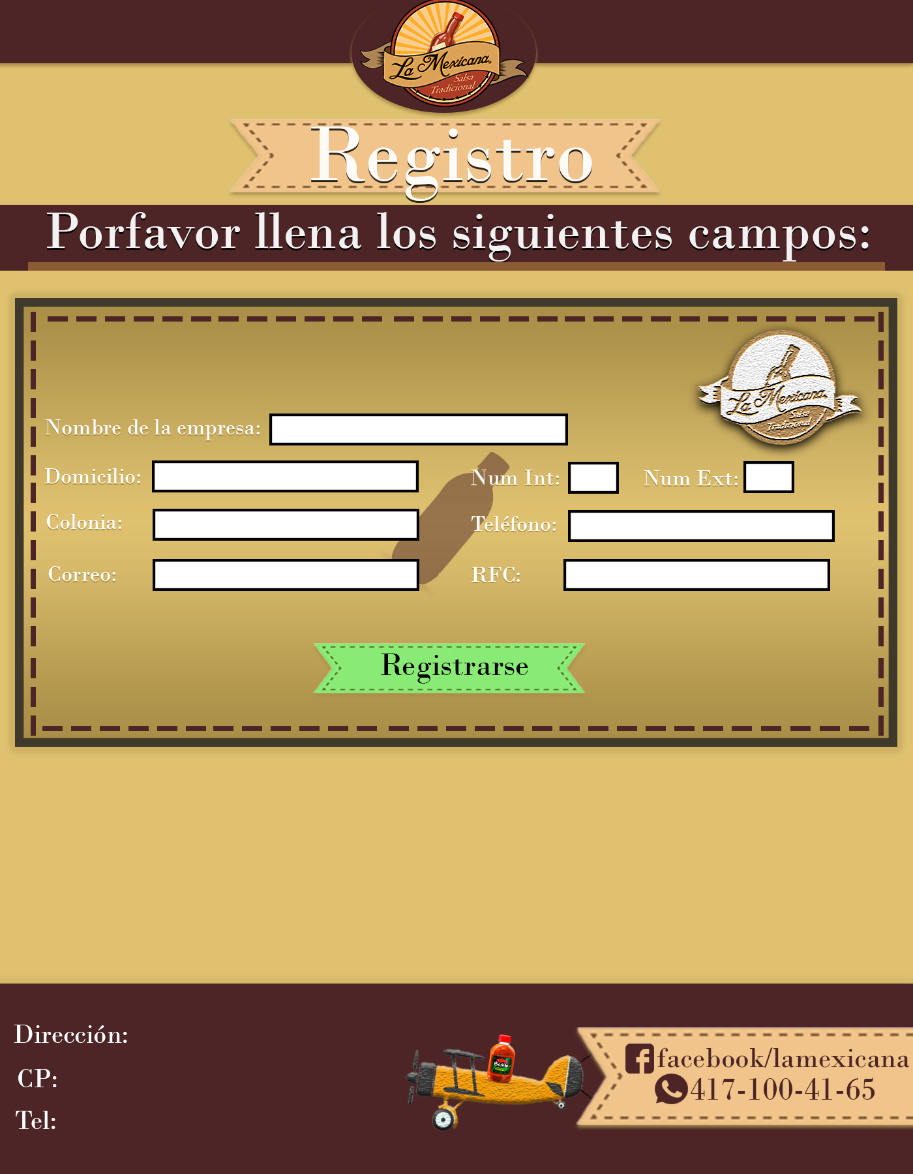 La Mexicana
Salsa
Tradicional
Registro
Porfavor llena los siguientes campos:
La Mexicana
Salsa
Tradicional
Nombre de la empresa:
Domicilio: Num Int: Num Ext:
Colonia: Teléfono:
Correo: RFC:
Registrarse
Dirección:
CP:
Tel:
facebook/lamexicana
417-100-41-65